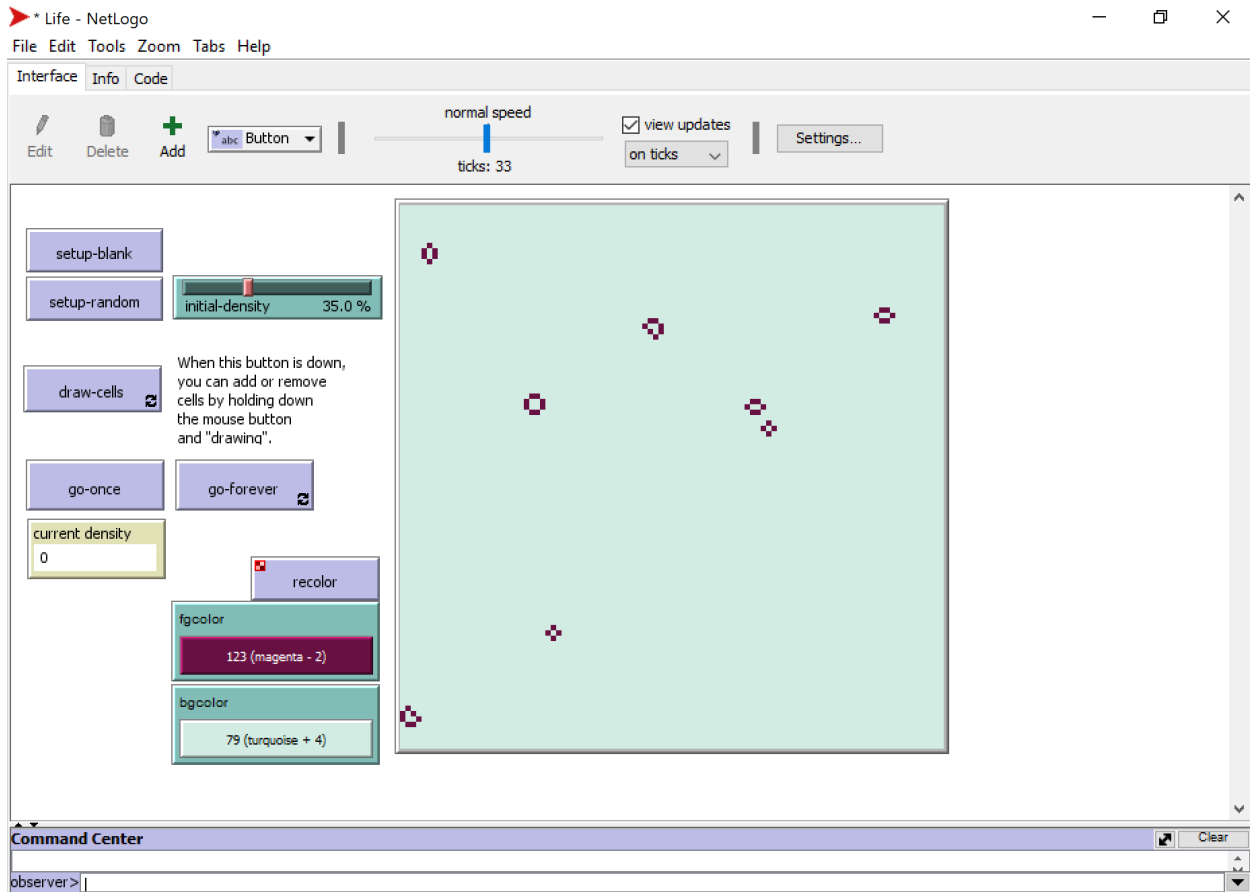 * Life - NetLogo
File Edit Tools Zoom Tabs Help
Interface Info Code
Edit Delete Add abc Button
normal speed
ticks: 33
view updates
on ticks
Settings...
setup-blank
setup-random
initial-density 35.0 %
draw-cells
When this button is down,
you can add or remove
cells by holding down
the mouse button
and "drawing".
go-once
go-forever
current density
0
recolor
fgcolor
123 (magenta - 2)
bgcolor
79 (turquoise + 4)
Command Center
Clear
observer>